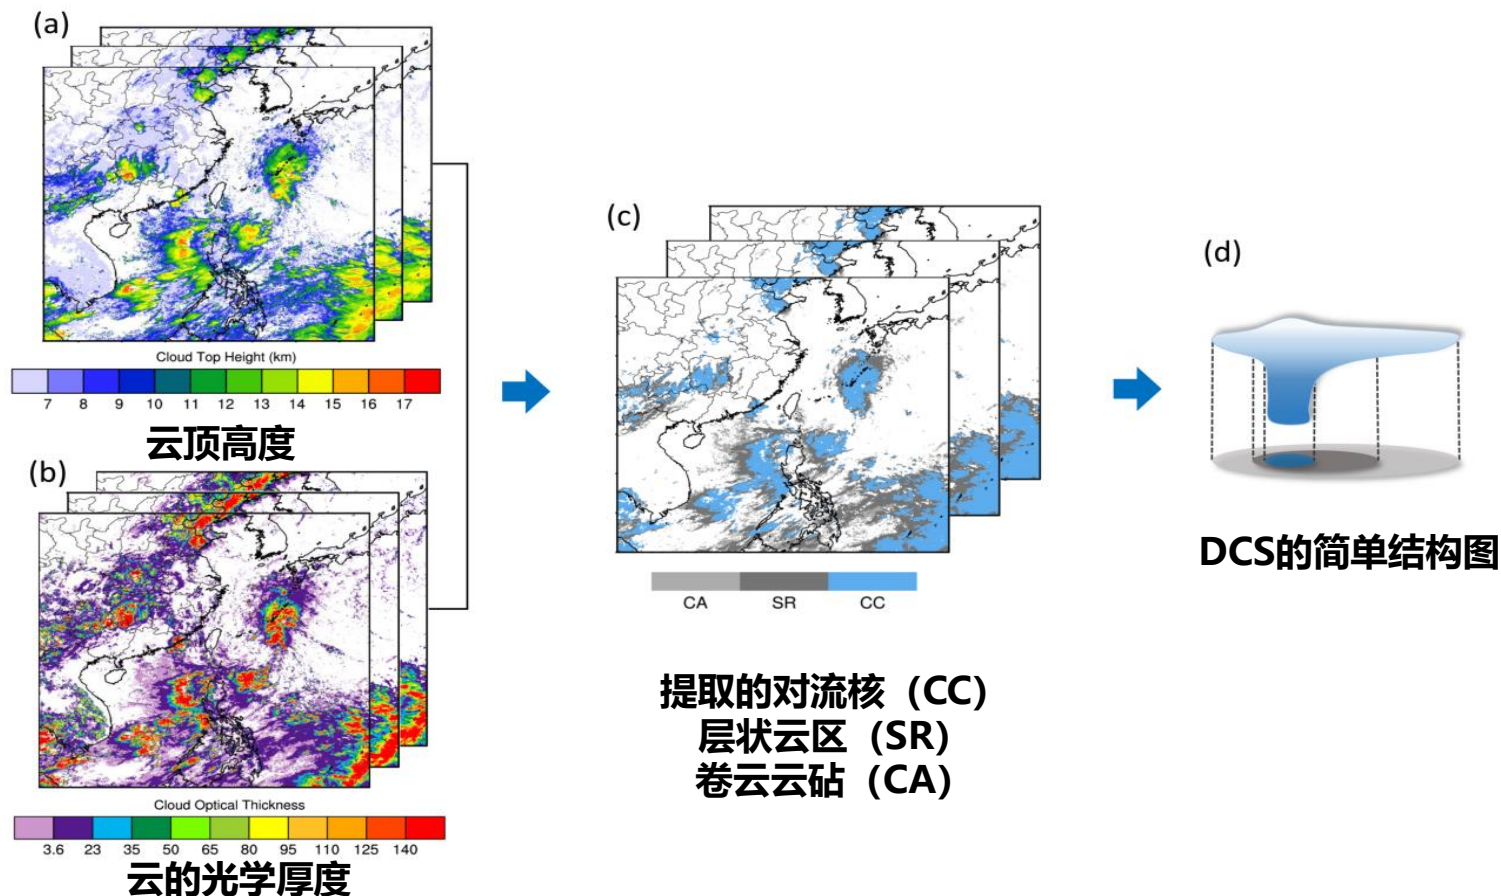 (a)
Cloud Top Height (km)
7 8 9 10 11 12 13 14 15 16 17
云顶高度
(b)
Cloud Optical Thickness
3.6 23 35 50 65 80 95 110 125 140
云的光学厚度
(c)
CA SR CC
提取的对流核（CC）
层状云区（SR）
卷云云砧（CA）
(d)
DCS的简单结构图